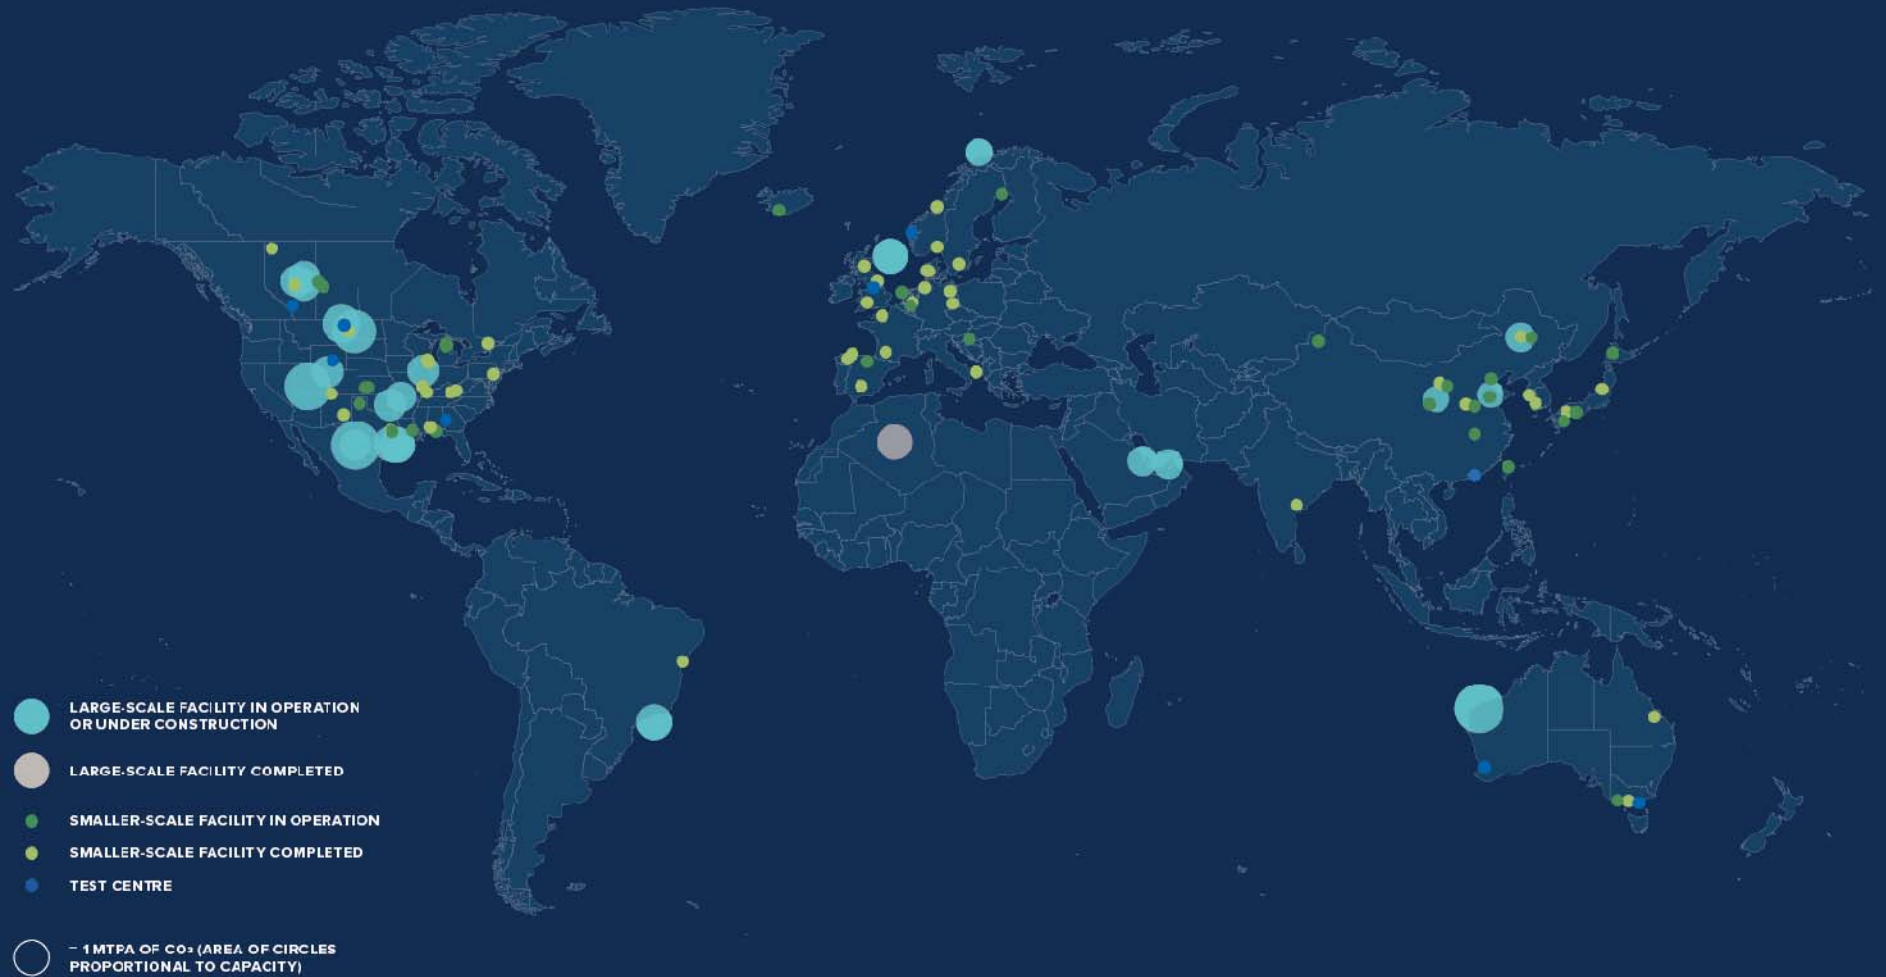 LARGE-SCALE FACILITY IN OPERATION
OR UNDER CONSTRUCTION
LARGE-SCALE FACILITY COMPLETED
SMALLER-SCALE FACILITY IN OPERATION
SMALLER-SCALE FACILITY COMPLETED
TEST CENTRE
= 1 MTPA OF CO₂ (AREA OF CIRCLES
PROPORTIONAL TO CAPACITY)